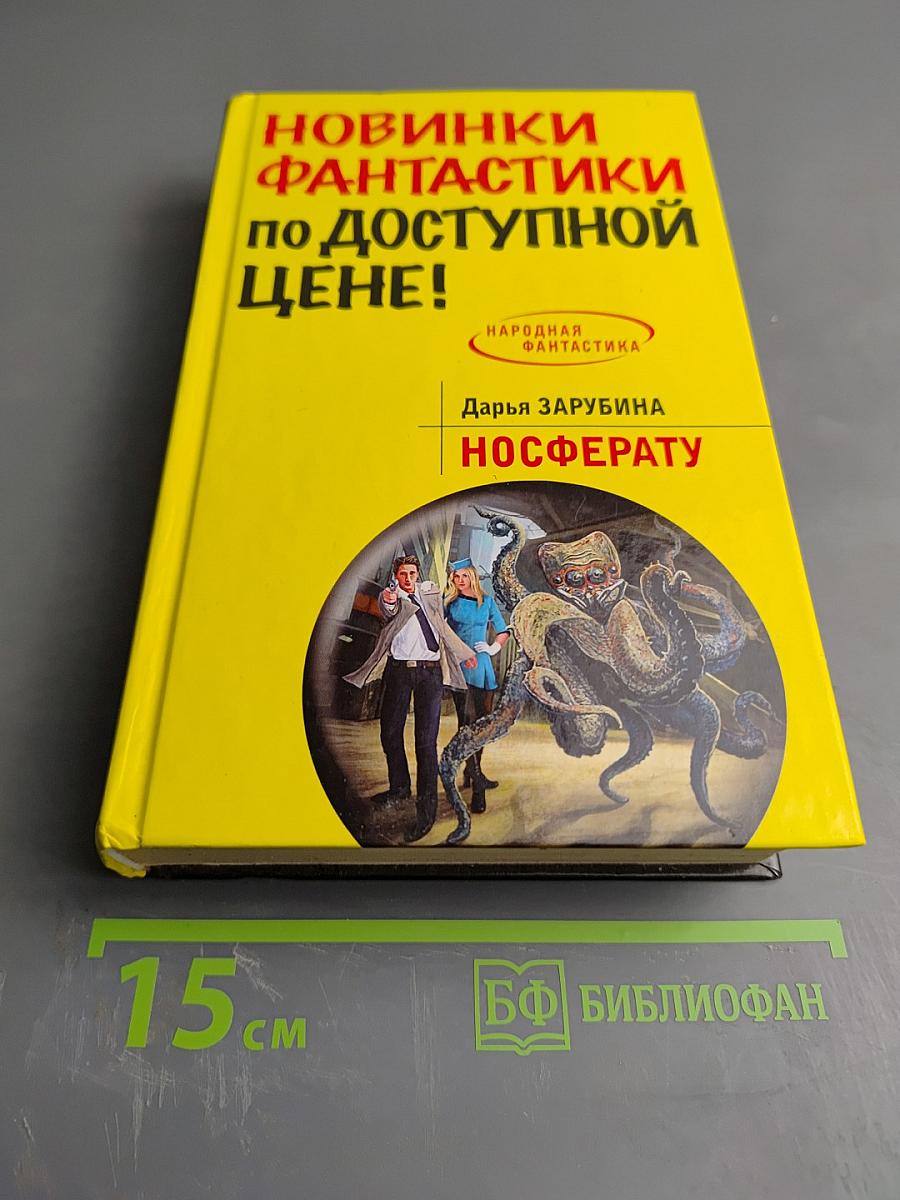 НОВИНКИ
ФАНТАСТИКИ
по ДОСТУПНОЙ
ЦЕНЕ!
НАРОДНАЯ
ФАНТАСТИКА
Дарья ЗАРУБИНА
НОСФЕРАТУ
15 см
БФ БИБЛИОФАН